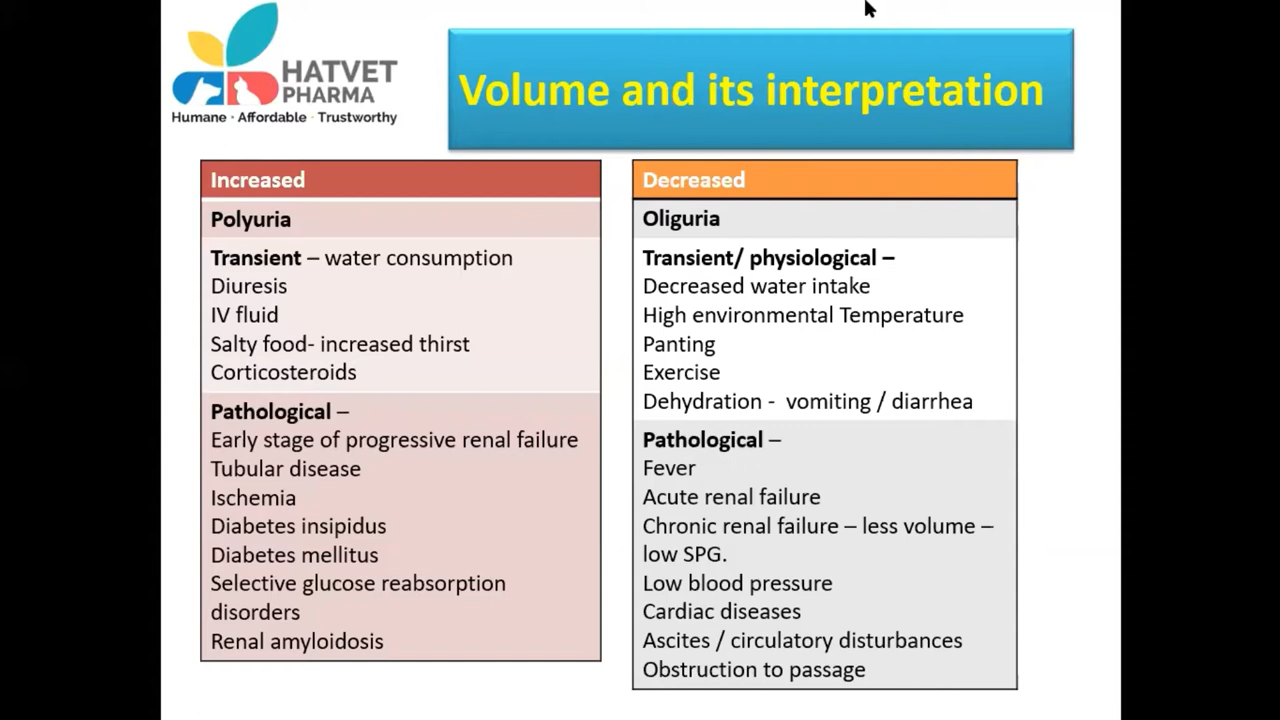 HATVET
PHARMA
Humane · Affordable · Trustworthy
Volume and its interpretation
Increased
Polyuria
Transient – water consumption
Diuresis
IV fluid
Salty food- increased thirst
Corticosteroids
Pathological –
Early stage of progressive renal failure
Tubular disease
Ischemia
Diabetes insipidus
Diabetes mellitus
Selective glucose reabsorption
disorders
Renal amyloidosis
Decreased
Oliguria
Transient/ physiological –
Decreased water intake
High environmental Temperature
Panting
Exercise
Dehydration - vomiting / diarrhea
Pathological –
Fever
Acute renal failure
Chronic renal failure – less volume –
low SPG.
Low blood pressure
Cardiac diseases
Ascites / circulatory disturbances
Obstruction to passage